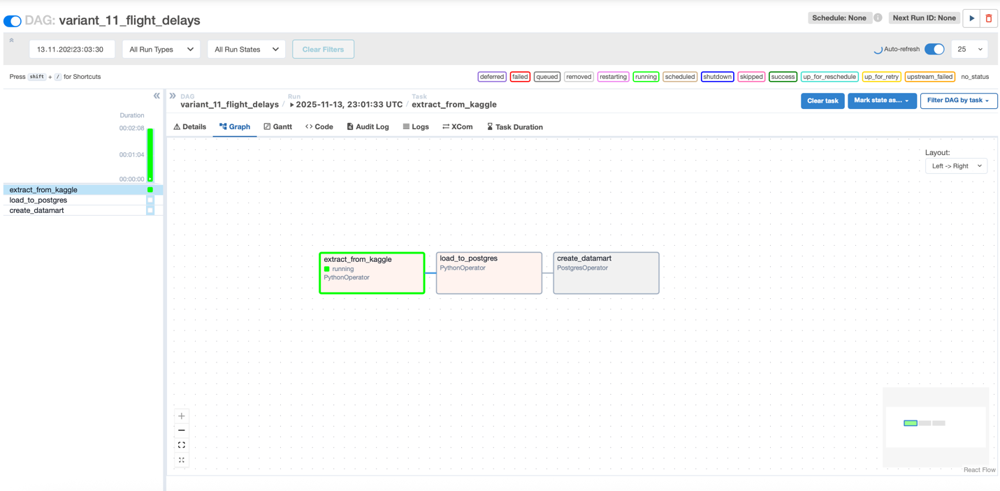 DAG: variant_11_flight_delays
Schedule: None
Next Run ID: None
13.11.2025 23:03:30
All Run Types
All Run States
Clear Filters
Auto-refresh
25
Press shift + / for Shortcuts
deferred failed queued removed restarting running scheduled shutdown skipped success up_for_reschedule up_for_retry upstream_failed no_status
Duration
00:02:08
00:01:04
00:00:00
extract_from_kaggle
load_to_postgres
create_datamart
DAG
variant_11_flight_delays
/
Run
2025-11-13, 23:01:33 UTC
/
Task
extract_from_kaggle
Clear task
Mark state as...
Filter DAG by task
Details
Graph
Gantt
Code
Audit Log
Logs
XCom
Task Duration
Layout:
Left -> Right
extract_from_kaggle
running
PythonOperator
load_to_postgres
PythonOperator
create_datamart
PostgresOperator
React Flow